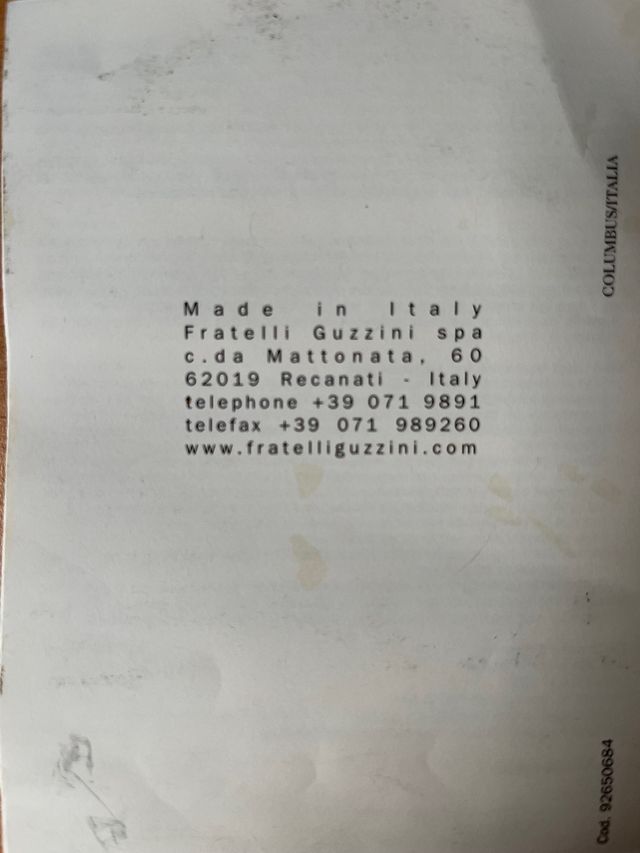 Made in Italy
Fratelli Guzzini spa
c.da Mattonata, 60
62019 Recanati - Italy
telephone +39 071 9891
telefax +39 071 989260
www.fratelliguzzini.com
COLUMBUS/ITALIA
Cod. 92650684